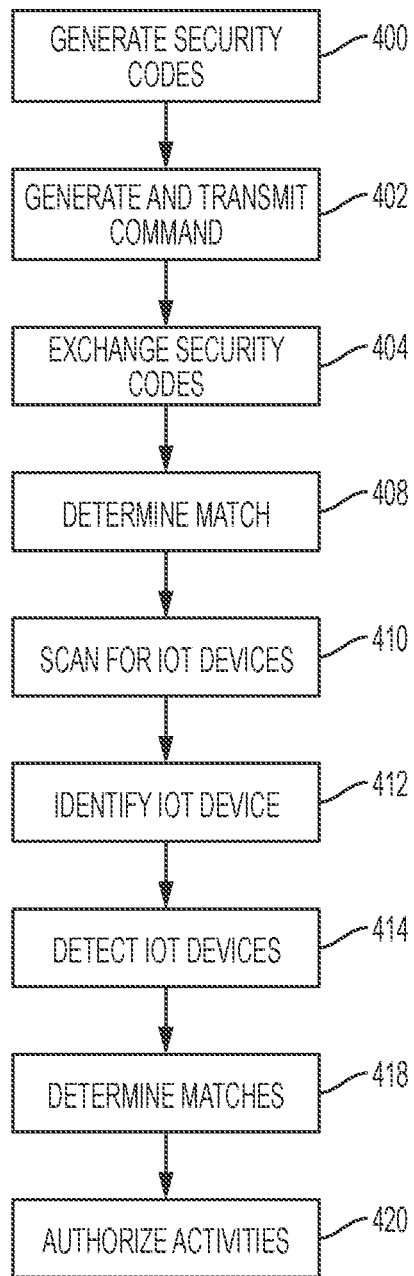 GENERATE SECURITY
CODES
400
GENERATE AND TRANSMIT
COMMAND
402
EXCHANGE SECURITY
CODES
404
DETERMINE MATCH
408
SCAN FOR IOT DEVICES
410
IDENTIFY IOT DEVICE
412
DETECT IOT DEVICES
414
DETERMINE MATCHES
418
AUTHORIZE ACTIVITIES
420